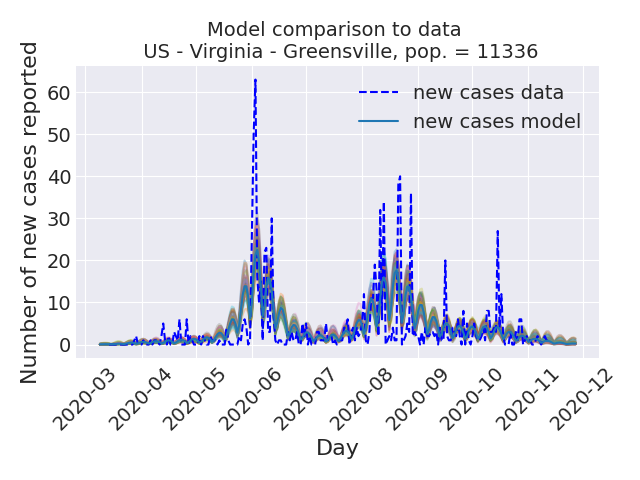 Model comparison to data
US - Virginia - Greensville, pop. = 11336
Number of new cases reported
60
50
40
30
20
10
0
new cases data
new cases model
2020-03
2020-04
2020-05
2020-06
2020-07
2020-08
2020-09
2020-10
2020-11
2020-12
Day